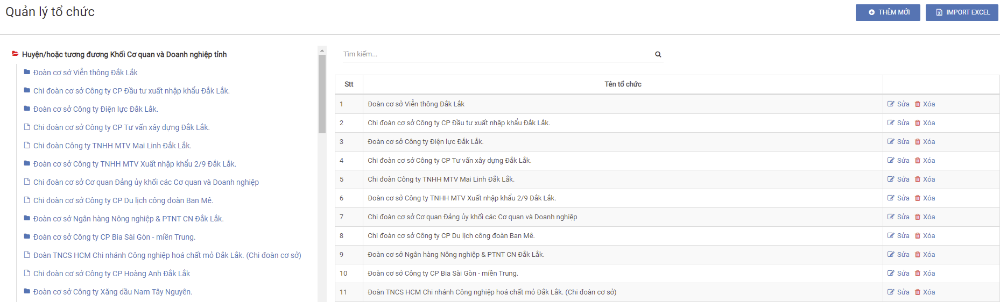 Quản lý tổ chức
THÊM MỚI
IMPORT EXCEL
Huyện/hoặc tương đương Khối Cơ quan và Doanh nghiệp tỉnh
Đoàn cơ sở Viễn thông Đắk Lắk
Chi đoàn cơ sở Công ty CP Đầu tư xuất nhập khẩu Đắk Lắk.
Đoàn cơ sở Công ty Điện lực Đắk Lắk.
Chi đoàn cơ sở Công ty CP Tư vấn xây dựng Đắk Lắk.
Chi đoàn Công ty TNHH MTV Mai Linh Đắk Lắk.
Đoàn cơ sở Công ty TNHH MTV Xuất nhập khẩu 2/9 Đắk Lắk.
Chi đoàn cơ sở Cơ quan Đảng ủy khối các Cơ quan và Doanh nghiệp
Chi đoàn cơ sở Công ty CP Du lịch công đoàn Ban Mê.
Đoàn cơ sở Ngân hàng Nông nghiệp & PTNT CN Đắk Lắk.
Đoàn cơ sở Công ty CP Bia Sài Gòn - miền Trung.
Đoàn TNCS HCM Chi nhánh Công nghiệp hoá chất mỏ Đắk Lắk. (Chi đoàn cơ sở)
Chi đoàn cơ sở Công ty CP Hoàng Anh Đắk Lắk
Đoàn cơ sở Công ty Xăng dầu Nam Tây Nguyên.
Tìm kiếm...
Stt Tên tổ chức
1 Đoàn cơ sở Viễn thông Đắk Lắk Sửa Xóa
2 Chi đoàn cơ sở Công ty CP Đầu tư xuất nhập khẩu Đắk Lắk. Sửa Xóa
3 Đoàn cơ sở Công ty Điện lực Đắk Lắk. Sửa Xóa
4 Chi đoàn cơ sở Công ty CP Tư vấn xây dựng Đắk Lắk. Sửa Xóa
5 Chi đoàn Công ty TNHH MTV Mai Linh Đắk Lắk. Sửa Xóa
6 Đoàn cơ sở Công ty TNHH MTV Xuất nhập khẩu 2/9 Đắk Lắk. Sửa Xóa
7 Chi đoàn cơ sở Cơ quan Đảng ủy khối các Cơ quan và Doanh nghiệp Sửa Xóa
8 Chi đoàn cơ sở Công ty CP Du lịch công đoàn Ban Mê. Sửa Xóa
9 Đoàn cơ sở Ngân hàng Nông nghiệp & PTNT CN Đắk Lắk. Sửa Xóa
10 Đoàn cơ sở Công ty CP Bia Sài Gòn - miền Trung. Sửa Xóa
11 Đoàn TNCS HCM Chi nhánh Công nghiệp hoá chất mỏ Đắk Lắk. (Chi đoàn cơ sở) Sửa Xóa